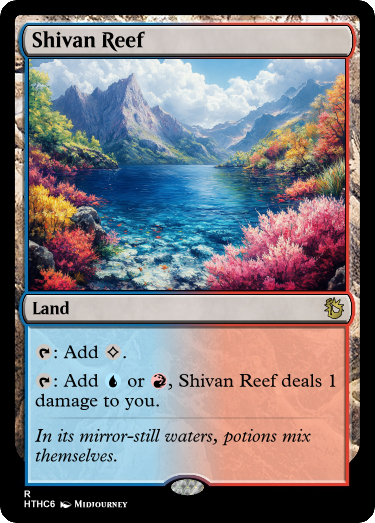 Shivan Reef
Land
: Add .
: Add or , Shivan Reef deals 1
damage to you.
In its mirror-still waters, potions mix
themselves.
R
HTHC6 Midjourney